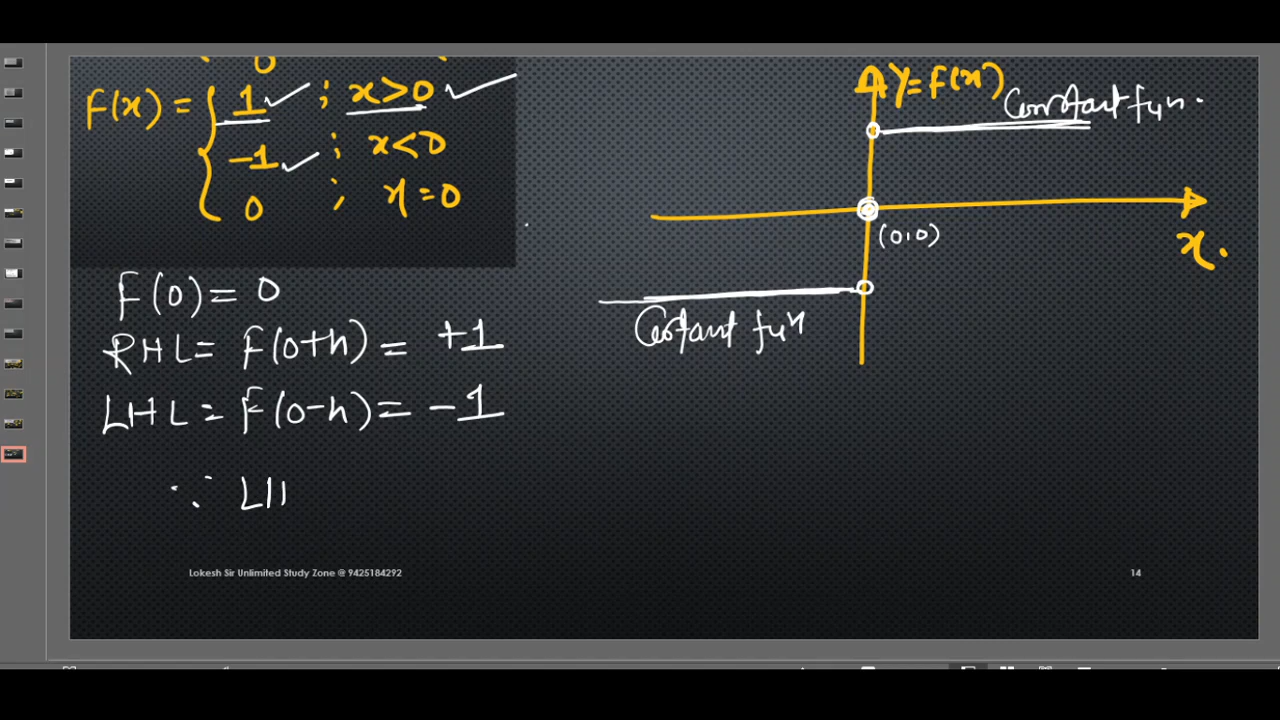 F(x) = { 1 ; x>0
-1 ; x<0
0 ; x=0
F(0) = 0
RHL = F(0+h) = +1
LHL = F(0-h) = -1
∵ LH
Y=F(x)
Constant fun.
(0,0)
x.
Constant fun
Lokesh Sir Unlimited Study Zone @ 9425184292
14